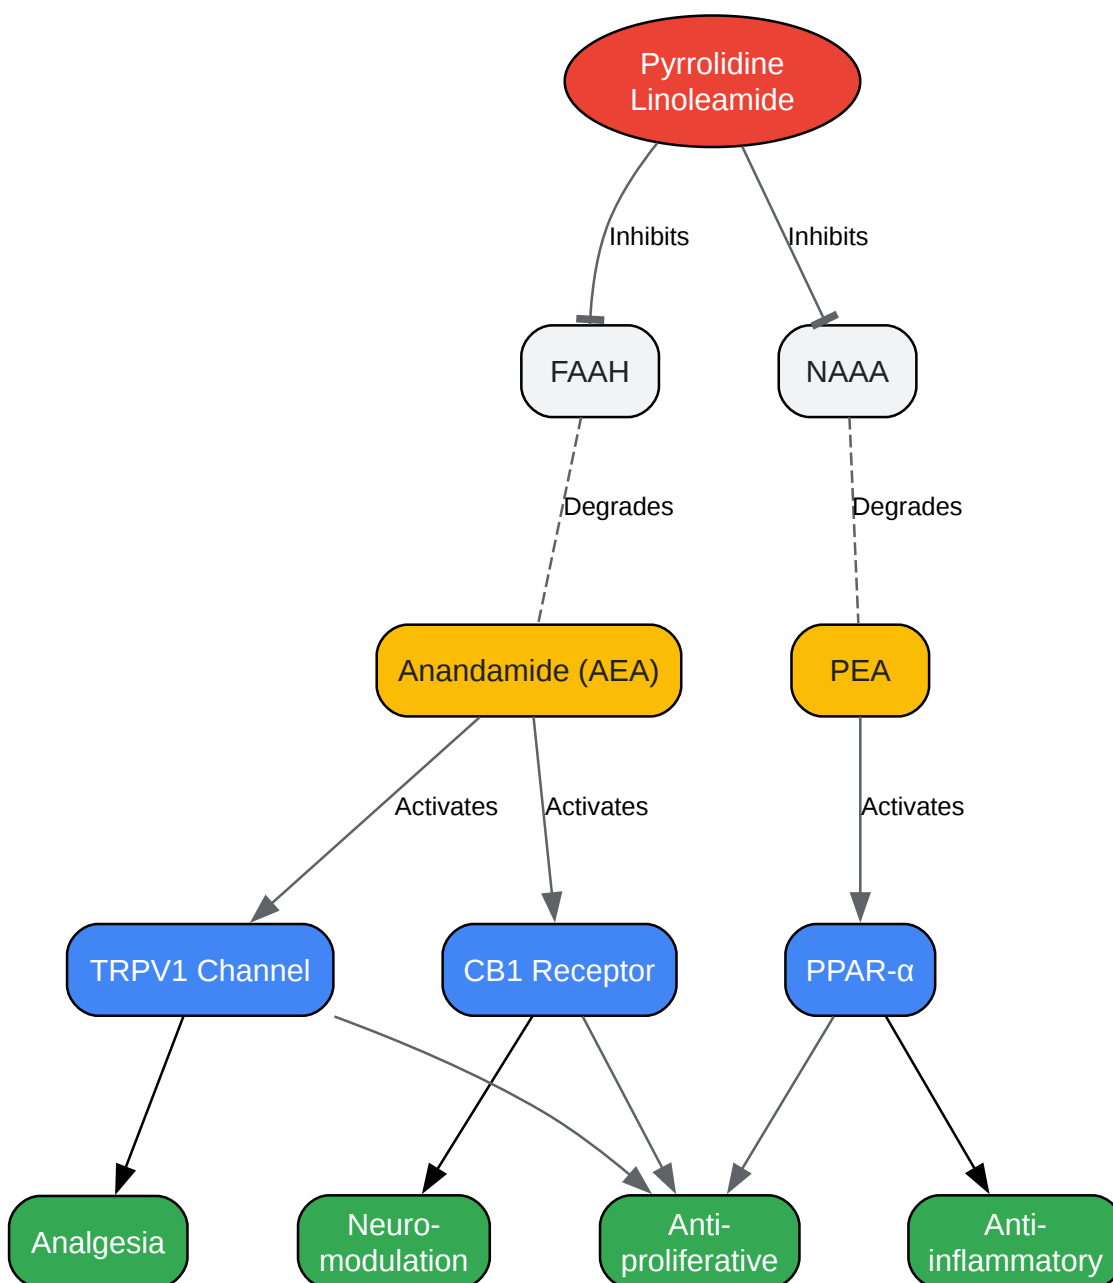 Pyrrolidine
Linoleamide
Inhibits
Inhibits
FAAH
NAAA
Degrades
Degrades
Anandamide (AEA)
PEA
Activates
Activates
Activates
TRPV1 Channel
CB1 Receptor
PPAR-α
Analgesia
Neuro-
modulation
Anti-
proliferative
Anti-
inflammatory